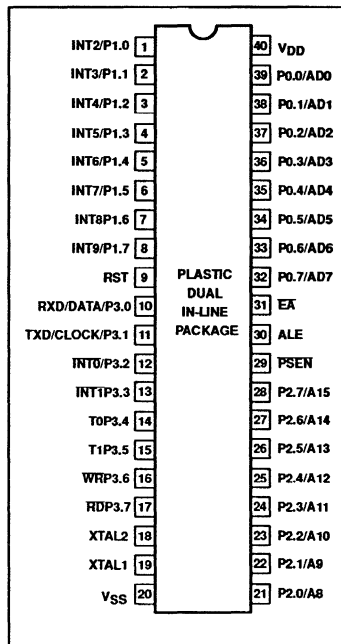 INT2/P1.0 1 40 VDD
INT3/P1.1 2 39 P0.0/AD0
INT4/P1.2 3 38 P0.1/AD1
INT5/P1.3 4 37 P0.2/AD2
INT6/P1.4 5 36 P0.3/AD3
INT7/P1.5 6 35 P0.4/AD4
INT8P1.6 7 34 P0.5/AD5
INT9/P1.7 8 33 P0.6/AD6
RST 9 32 P0.7/AD7
RXD/DATA/P3.0 10 31 EA
TXD/CLOCK/P3.1 11 30 ALE
INT0/P3.2 12 29 PSEN
INT1P3.3 13 28 P2.7/A15
T0P3.4 14 27 P2.6/A14
T1P3.5 15 26 P2.5/A13
WRP3.6 16 25 P2.4/A12
RDP3.7 17 24 P2.3/A11
XTAL2 18 23 P2.2/A10
XTAL1 19 22 P2.1/A9
VSS 20 21 P2.0/A8
PLASTIC
DUAL
IN-LINE
PACKAGE